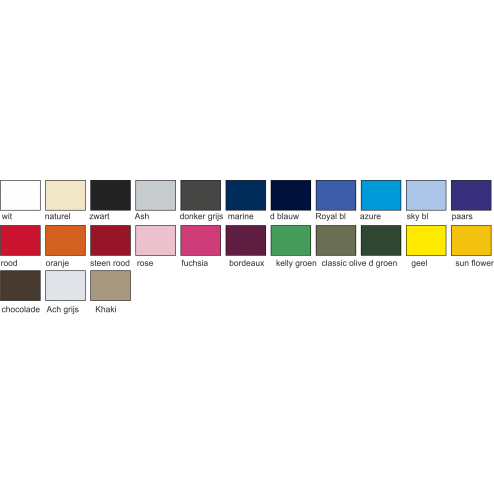 wit naturel zwart Ash donker grijs marine d blauw Royal bl azure sky bl paars
rood oranje steen rood rose fuchsia bordeaux kelly groen classic olive d groen geel sun flower
chocolade Ach grijs Khaki